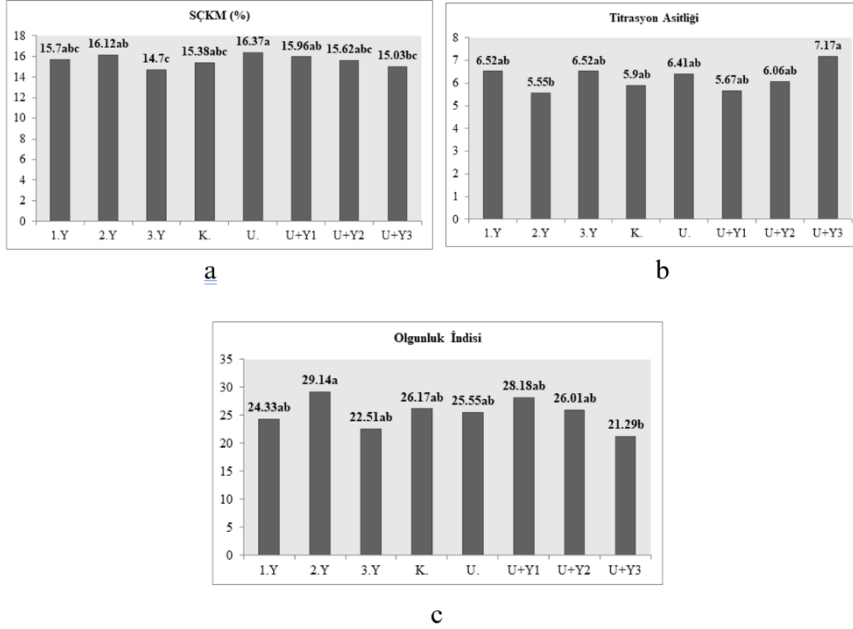 SÇKM (%)
18
16
14
12
10
8
6
4
2
0
15.7abc
16.12ab
14.7c
15.38abc
16.37a
15.96ab
15.62abc
15.03bc
1.Y 2.Y 3.Y K. U. U+Y1 U+Y2 U+Y3
a
Titrasyon Asitliği
8
7
6
5
4
3
2
1
0
6.52ab
5.55b
6.52ab
5.9ab
6.41ab
5.67ab
6.06ab
7.17a
1.Y 2.Y 3.Y K. U. U+Y1 U+Y2 U+Y3
b
Olgunluk İndisi
35
30
25
20
15
10
5
0
24.33ab
29.14a
22.51ab
26.17ab
25.55ab
28.18ab
26.01ab
21.29b
1.Y 2.Y 3.Y K. U. U+Y1 U+Y2 U+Y3
c